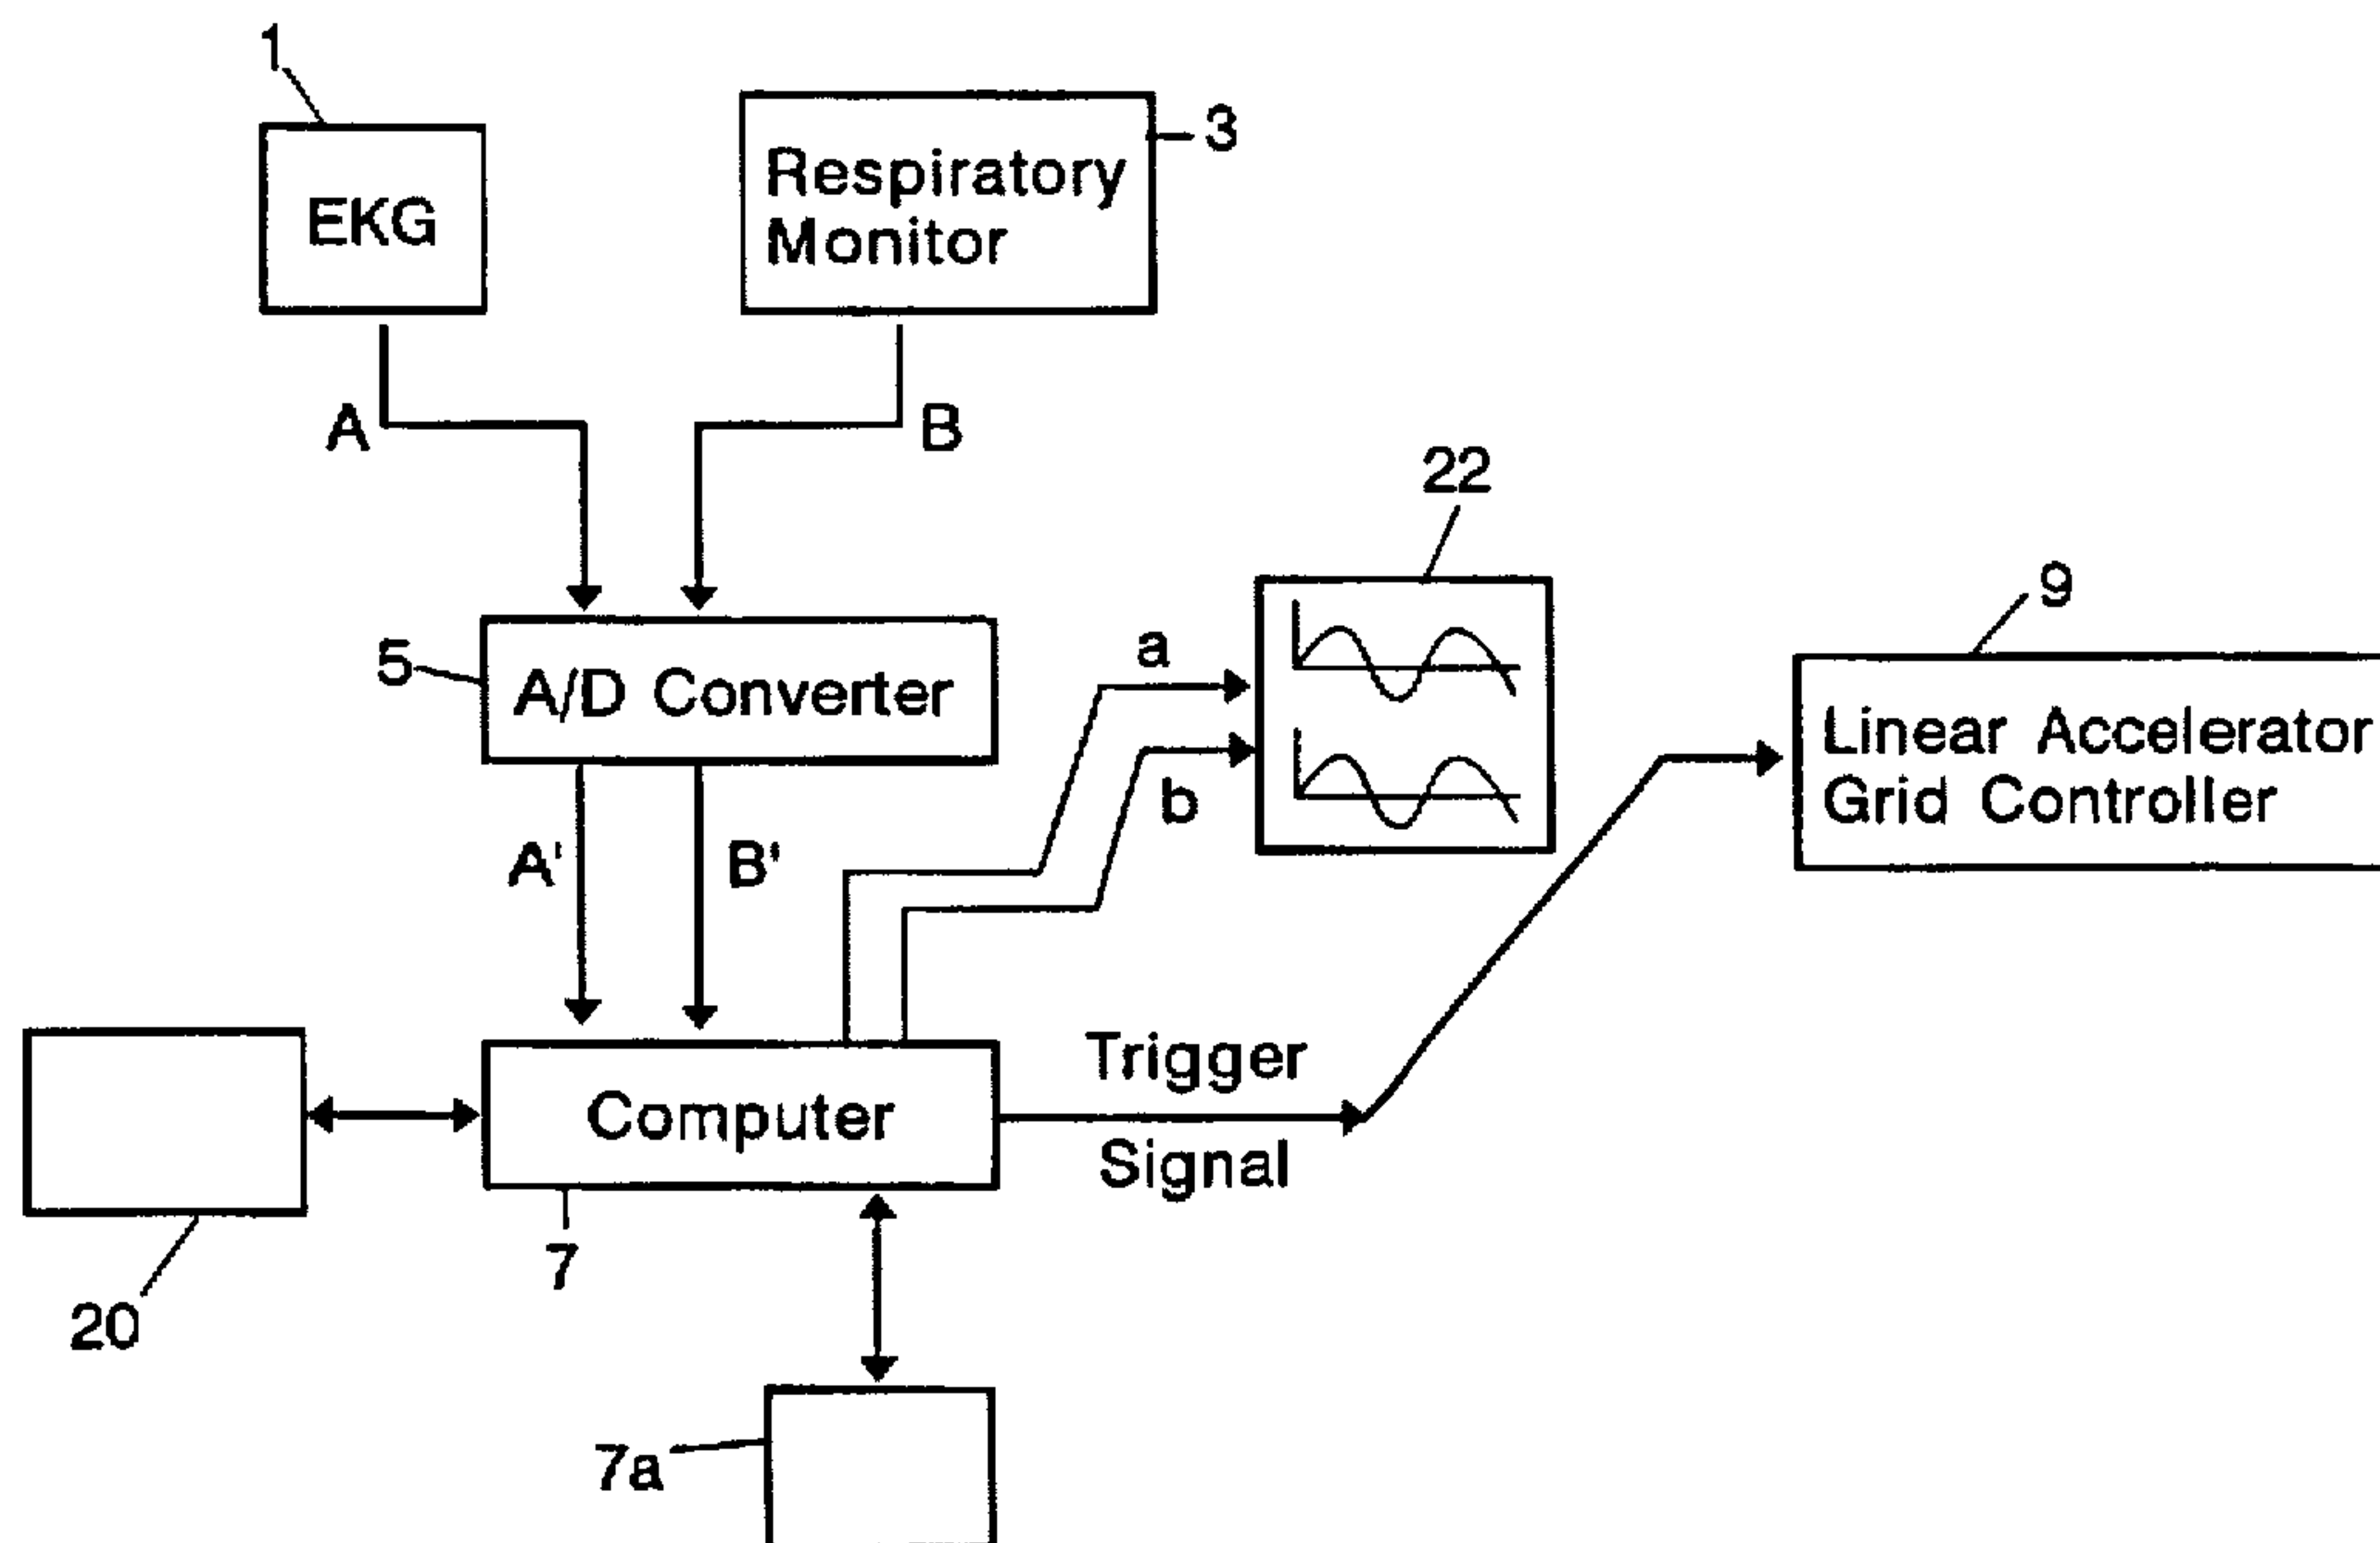 1
EKG
3
Respiratory
Monitor
A
B
22
9
5
A/D Converter
a
b
Linear Accelerator
Grid Controller
A'
B'
Trigger
Computer
Signal
7
20
7a